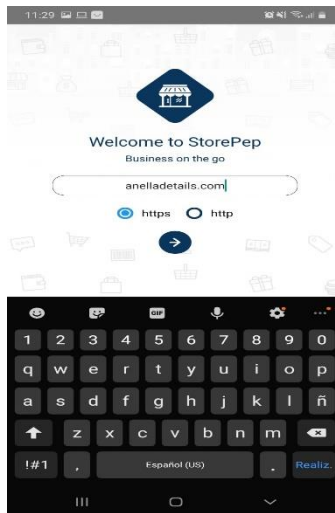 11:29
Welcome to StorePep
Business on the go
anelladetails.com
https http
GIF
1 2 3 4 5 6 7 8 9 0
q w e r t y u i o p
a s d f g h j k l ñ
z x c v b n m
!#1 , Español (US) . Realiz.